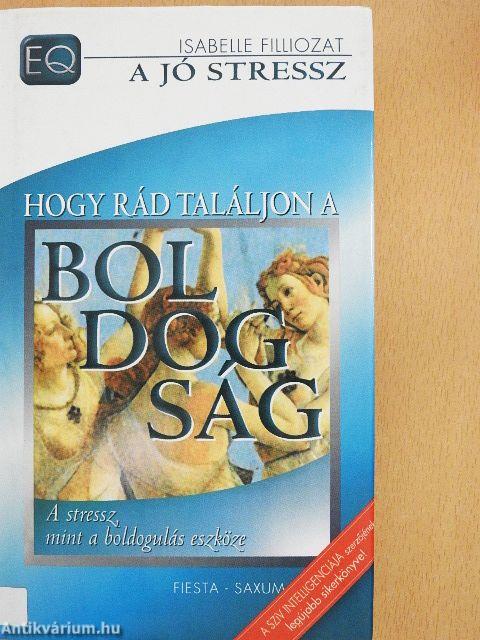 EQ
ISABELLE FILLIOZAT
A JÓ STRESSZ
HOGY RÁD TALÁLJON A
BOL
DOG
SÁG
A stressz,
mint a boldogulás eszköze
FIESTA - SAXUM
A SZÍV INTELLIGENCIÁJA szerzőjének
legújabb sikerkönyve!
Antikvárium.hu